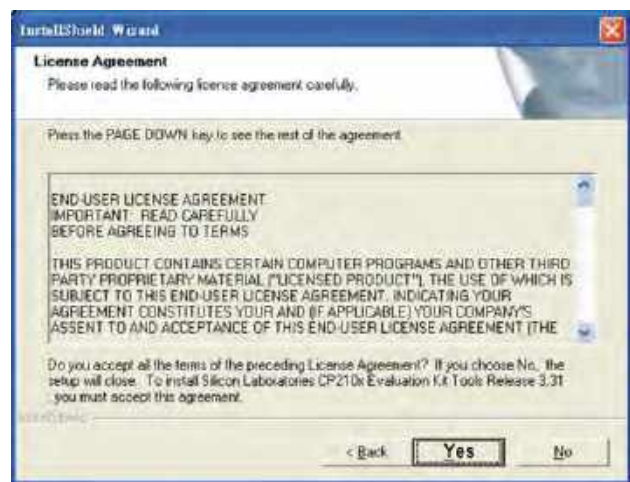 InstallShield Wizard
License Agreement
Please read the following license agreement carefully.
Press the PAGE DOWN key to see the rest of the agreement.
END-USER LICENSE AGREEMENT
IMPORTANT: READ CAREFULLY
BEFORE AGREEING TO TERMS
THIS PRODUCT CONTAINS CERTAIN COMPUTER PROGRAMS AND OTHER THIRD
PARTY PROPRIETARY MATERIAL ("LICENSED PRODUCT"), THE USE OF WHICH IS
SUBJECT TO THIS END-USER LICENSE AGREEMENT. INDICATING YOUR
AGREEMENT CONSTITUTES YOUR AND (IF APPLICABLE) YOUR COMPANY'S
ASSENT TO AND ACCEPTANCE OF THIS END-USER LICENSE AGREEMENT (THE
Do you accept all the terms of the preceding License Agreement? If you choose No, the
setup will close. To install Silicon Laboratories CP210x Evaluation Kit Tools Release 3.31
, you must accept this agreement.
InstallShield
< Back
Yes
No